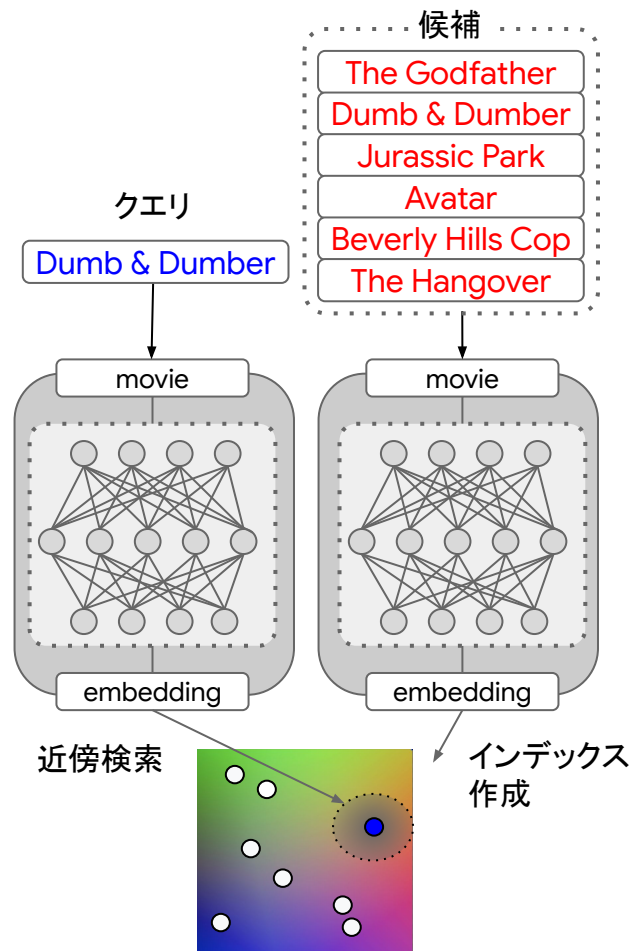 候補
The Godfather
Dumb & Dumber
Jurassic Park
Avatar
Beverly Hills Cop
The Hangover
クエリ
Dumb & Dumber
movie
movie
embedding
embedding
近傍検索
インデックス
作成